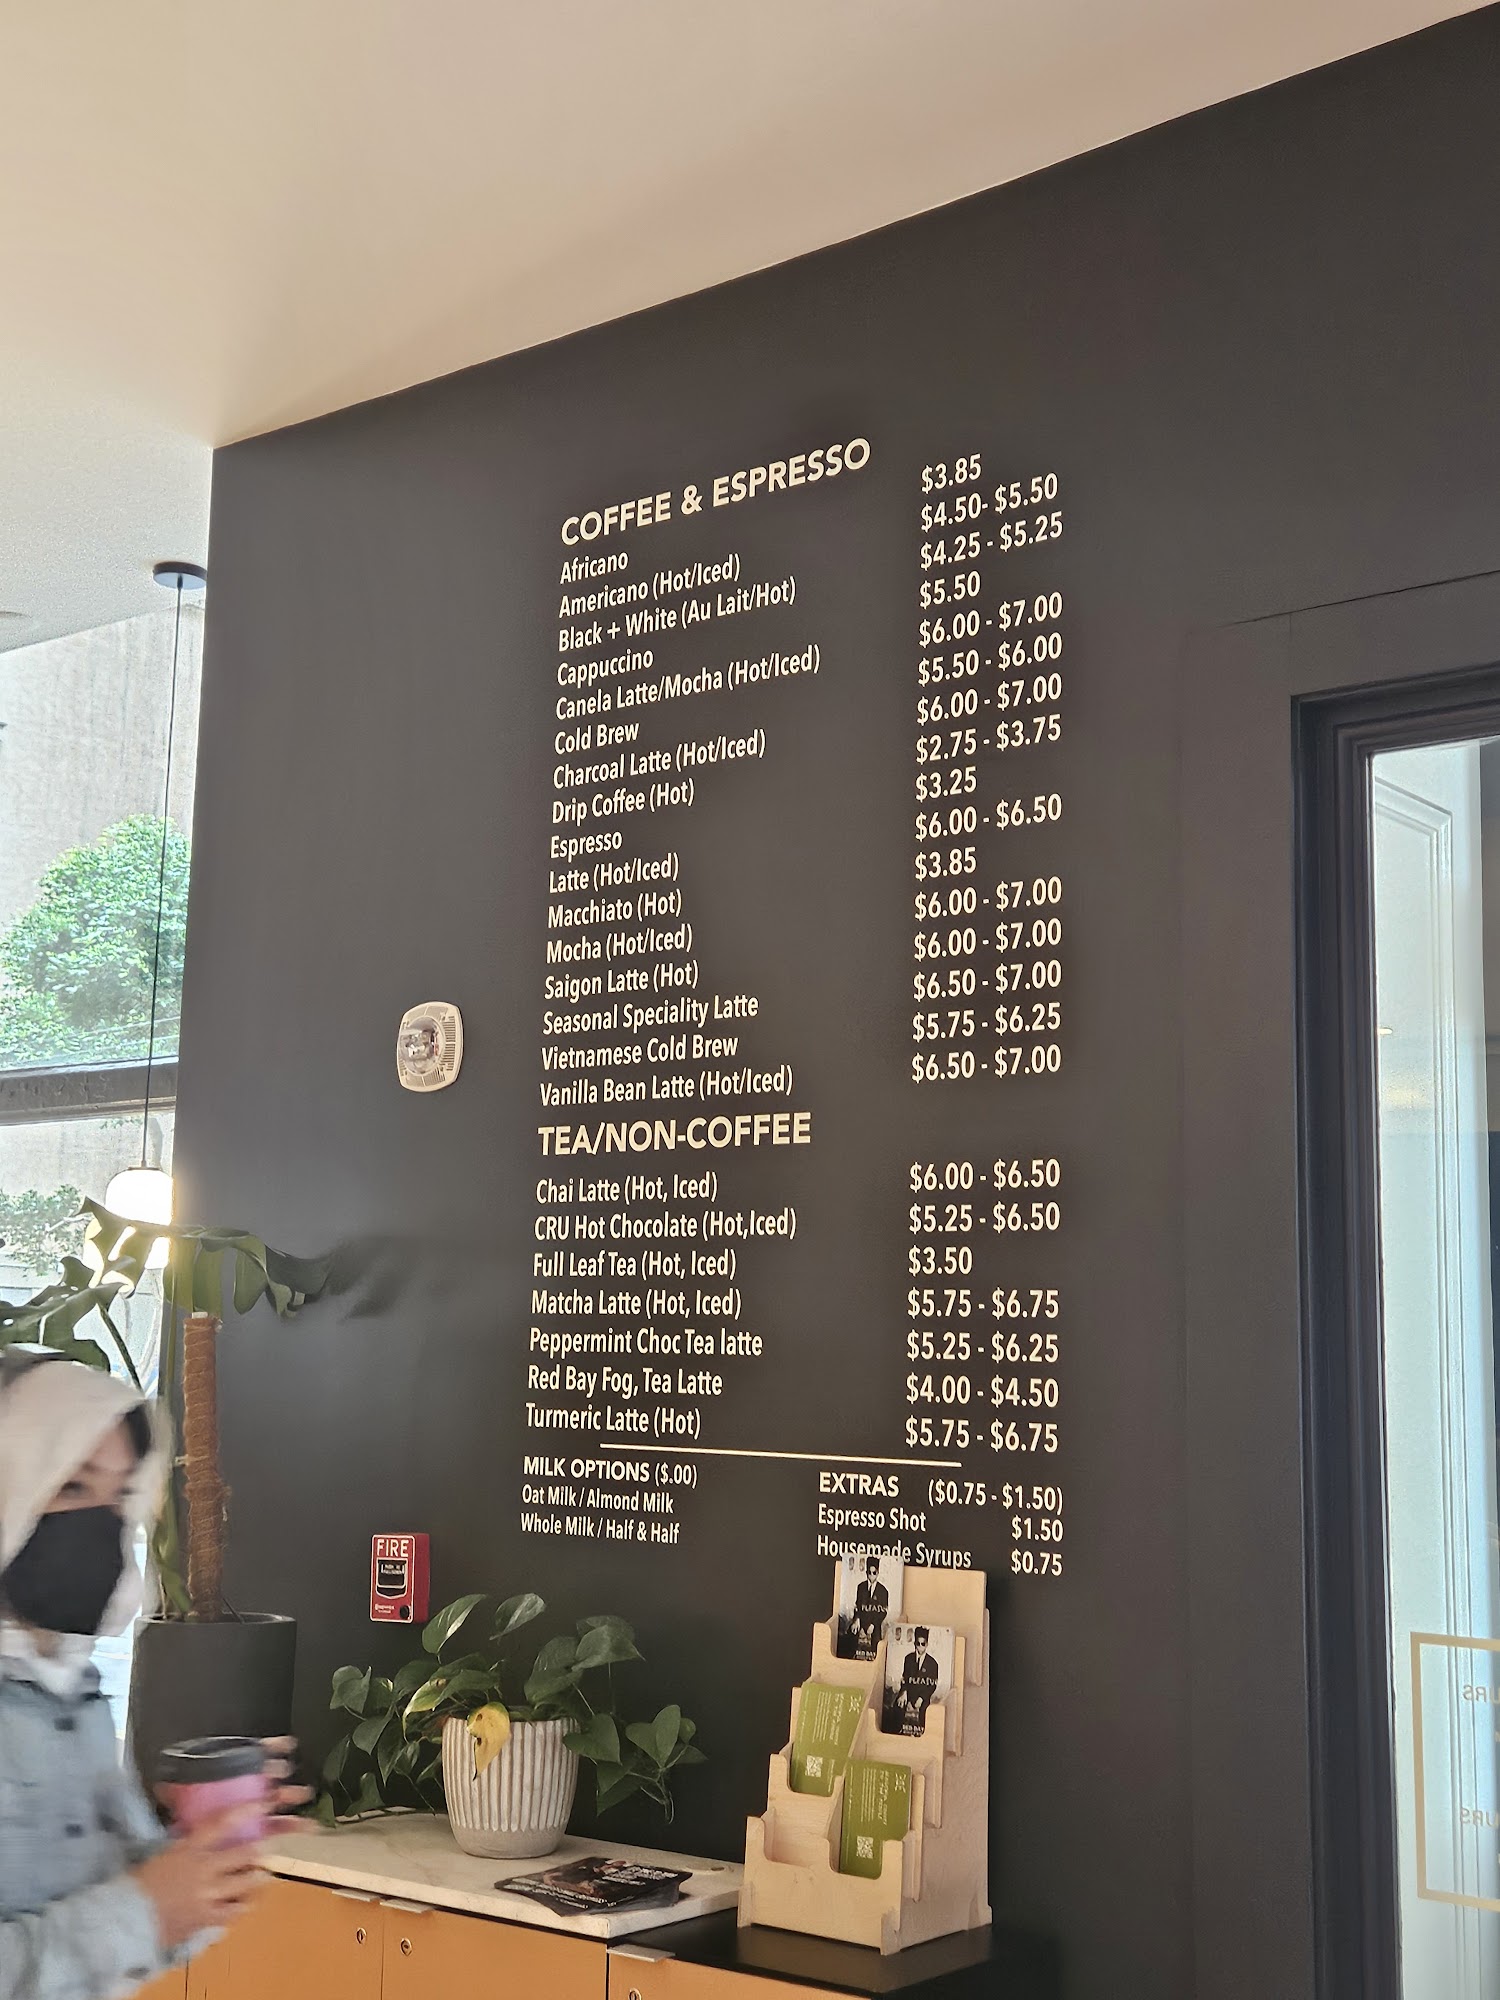 COFFEE & ESPRESSO
Africano $3.85
Americano (Hot/Iced) $4.50- $5.50
Black + White (Au Lait/Hot) $4.25 - $5.25
Cappuccino $5.50
Canela Latte/Mocha (Hot/Iced) $6.00 - $7.00
Cold Brew $5.50 - $6.00
Charcoal Latte (Hot/Iced) $6.00 - $7.00
Drip Coffee (Hot) $2.75 - $3.75
Espresso $3.25
Latte (Hot/Iced) $6.00 - $6.50
Macchiato (Hot) $3.85
Mocha (Hot/Iced) $6.00 - $7.00
Saigon Latte (Hot) $6.00 - $7.00
Seasonal Speciality Latte $6.50 - $7.00
Vietnamese Cold Brew $5.75 - $6.25
Vanilla Bean Latte (Hot/Iced) $6.50 - $7.00
TEA/NON-COFFEE
Chai Latte (Hot, Iced) $6.00 - $6.50
CRU Hot Chocolate (Hot,Iced) $5.25 - $6.50
Full Leaf Tea (Hot, Iced) $3.50
Matcha Latte (Hot, Iced) $5.75 - $6.75
Peppermint Choc Tea latte $5.25 - $6.25
Red Bay Fog, Tea Latte $4.00 - $4.50
Turmeric Latte (Hot) $5.75 - $6.75
MILK OPTIONS ($.00)
Oat Milk / Almond Milk
Whole Milk / Half & Half
EXTRAS ($0.75 - $1.50)
Espresso Shot $1.50
Housemade Syrups $0.75
FIRE